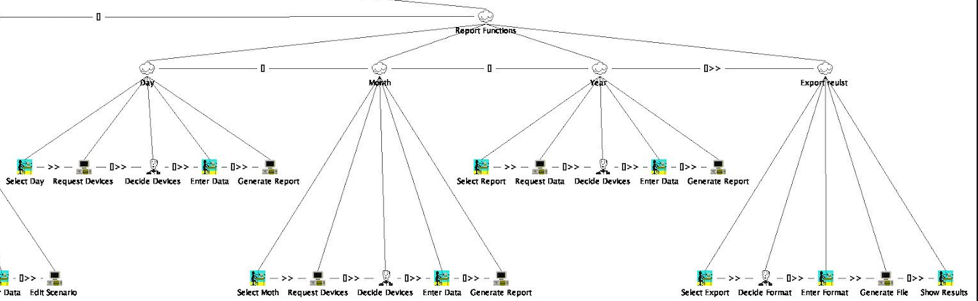 []
Report Functions
Day [] Month [] Year []>> Export reulst
>> []>> []>> []>>
Select Day Request Devices Decide Devices Enter Data Generate Report
>> []>> []>> []>>
Select Report Request Data Decide Devices Enter Data Generate Report
[]>>
Data Edit Scenario
>> []>> []>> []>>
Select Moth Request Devices Decide Devices Enter Data Generate Report
>> []>> >> >>
Select Export Decide Format Enter Format Generate File Show Results